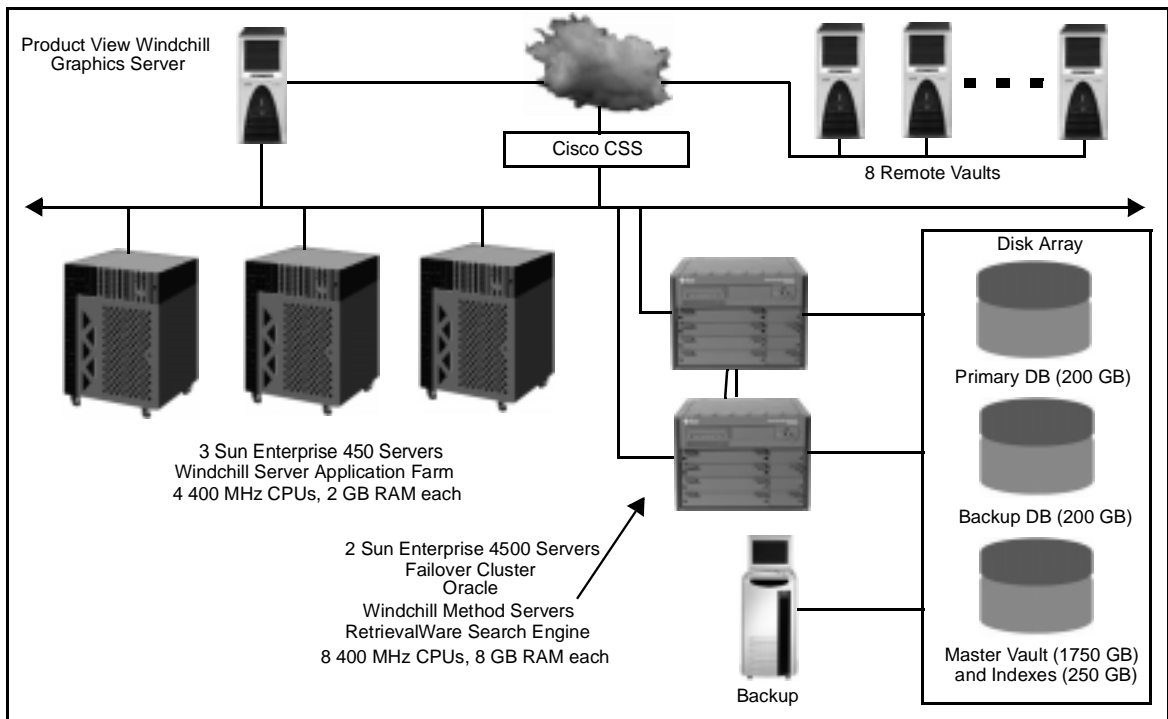 Product View Windchill
Graphics Server
Cisco CSS
8 Remote Vaults
Disk Array
Primary DB (200 GB)
3 Sun Enterprise 450 Servers
Windchill Server Application Farm
4 400 MHz CPUs, 2 GB RAM each
Backup DB (200 GB)
2 Sun Enterprise 4500 Servers
Failover Cluster
Oracle
Windchill Method Servers
RetrievalWare Search Engine
8 400 MHz CPUs, 8 GB RAM each
Master Vault (1750 GB)
and Indexes (250 GB)
Backup